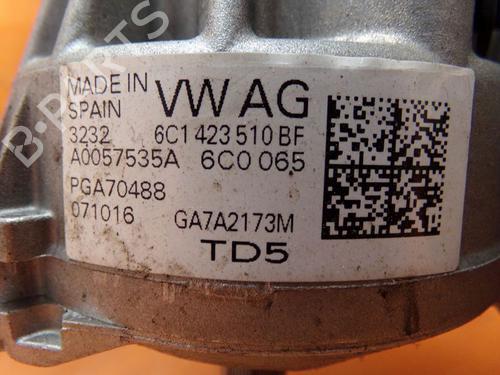 B-PARTS
MADE IN SPAIN VW AG
3232 6C1 423 510 BF
A0057535A 6C0 065
PGA70488
071016 GA7A2173M
TD5